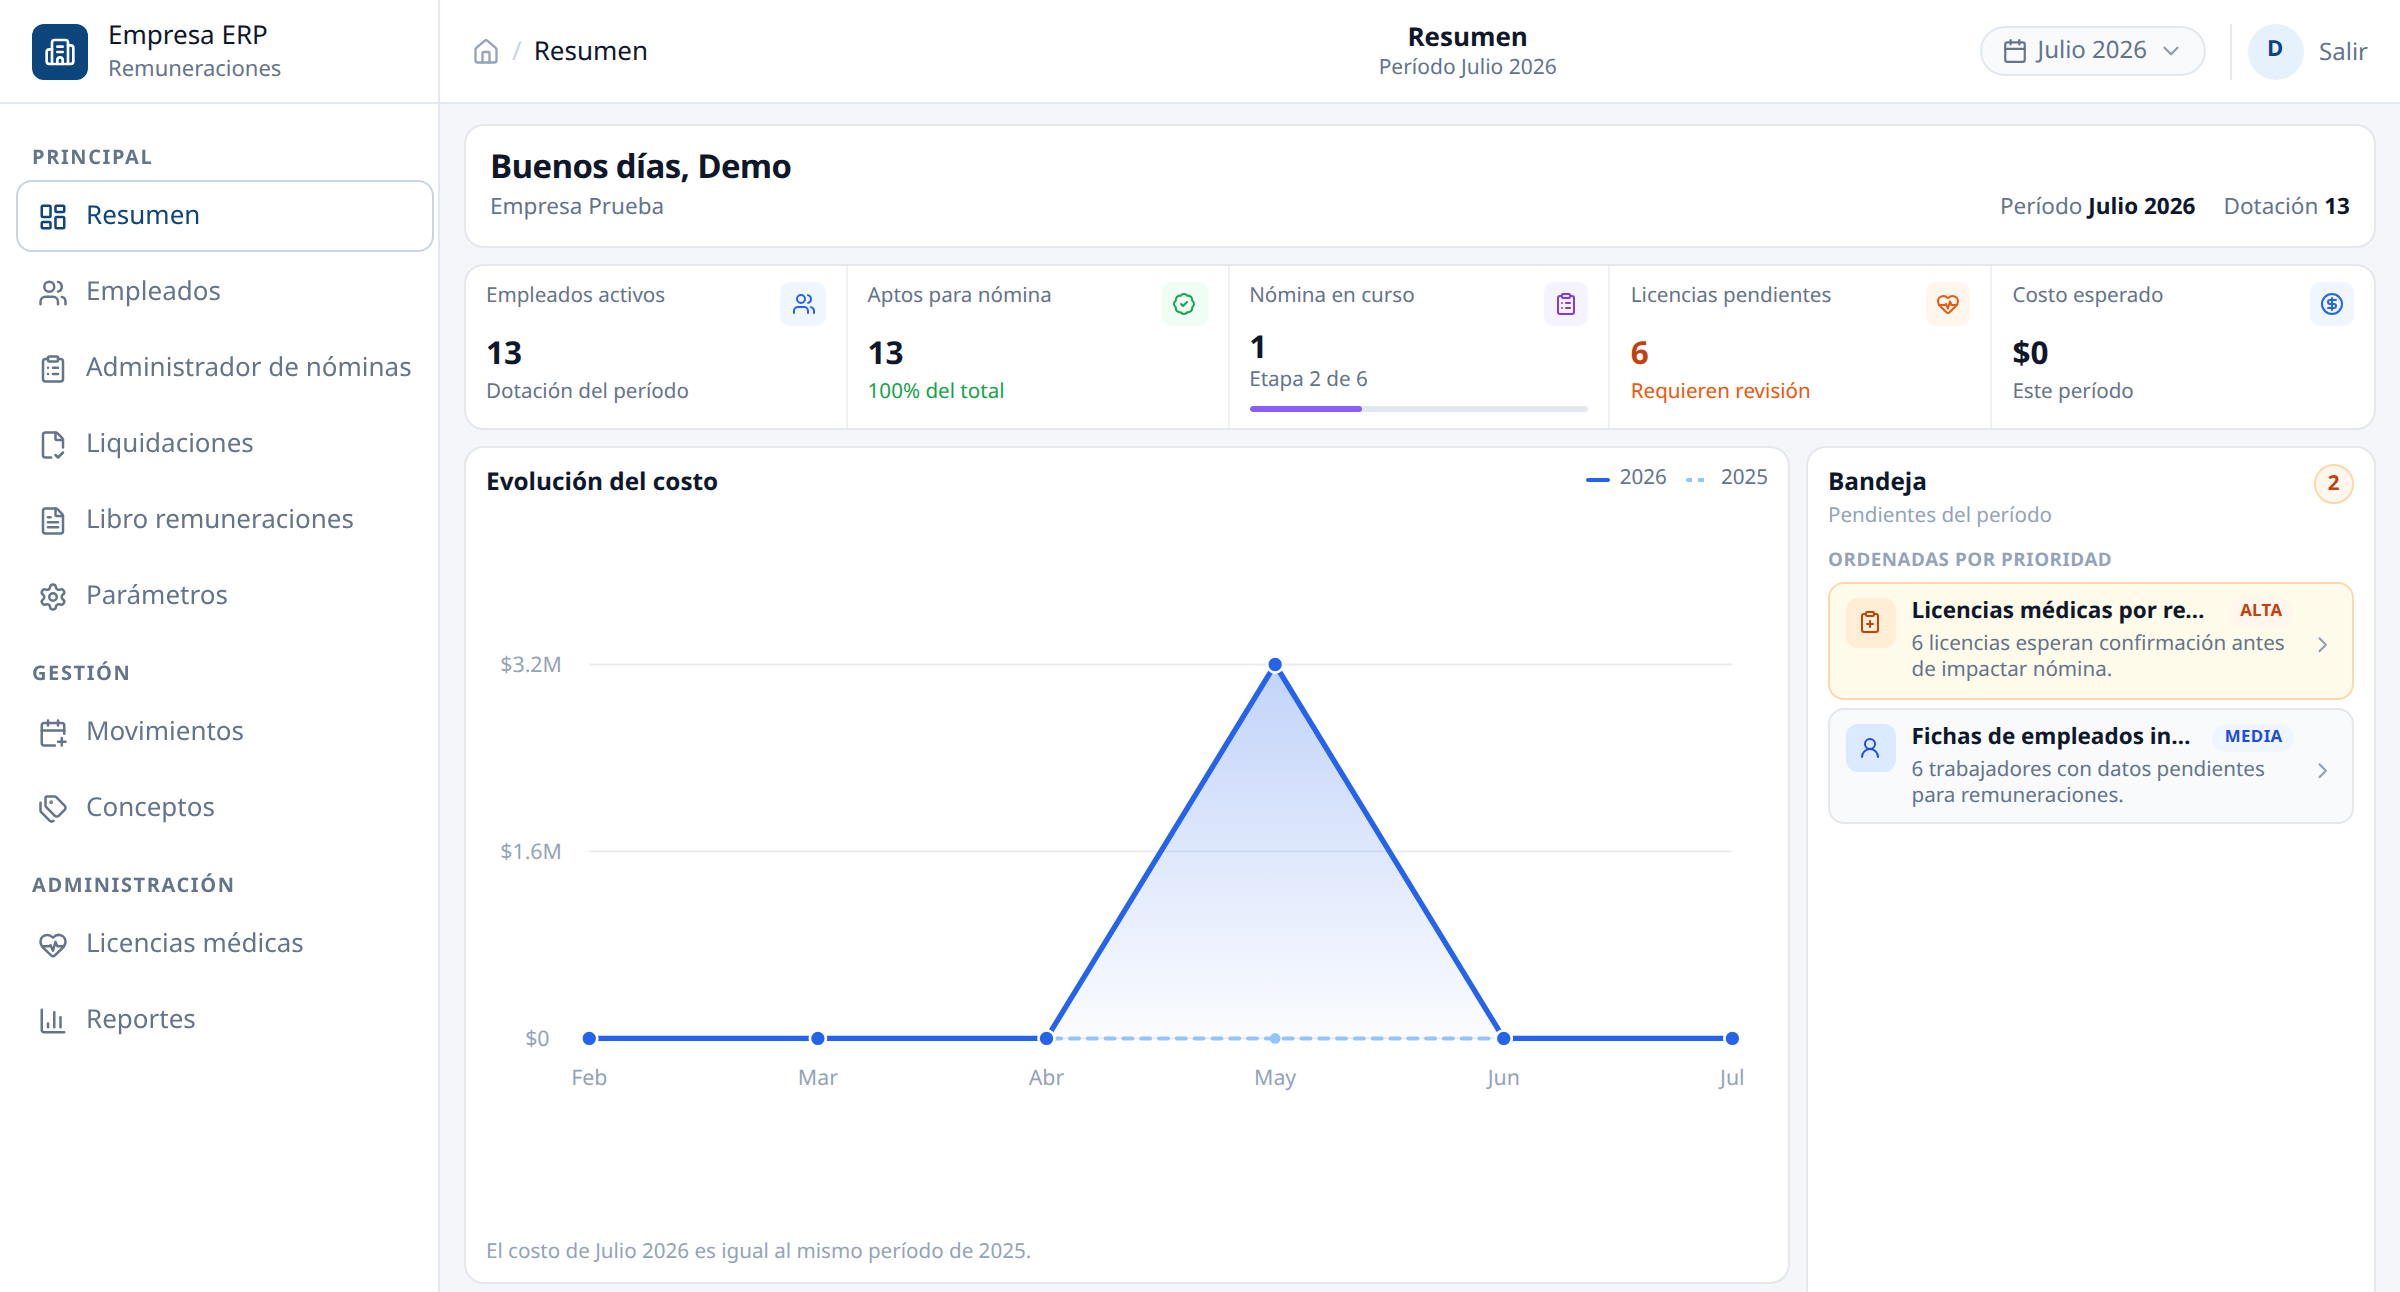 Empresa ERP
Remuneraciones
/ Resumen
Resumen
Período Julio 2026
Julio 2026
D
Salir
PRINCIPAL
Resumen
Empleados
Administrador de nóminas
Liquidaciones
Libro remuneraciones
Parámetros
GESTIÓN
Movimientos
Conceptos
ADMINISTRACIÓN
Licencias médicas
Reportes
Buenos días, Demo
Empresa Prueba
Período Julio 2026 Dotación 13
Empleados activos
13
Dotación del período
Aptos para nómina
13
100% del total
Nómina en curso
1
Etapa 2 de 6
Licencias pendientes
6
Requieren revisión
Costo esperado
$0
Este período
Evolución del costo
2026 2025
$3.2M
$1.6M
$0
Feb Mar Abr May Jun Jul
El costo de Julio 2026 es igual al mismo período de 2025.
Bandeja
2
Pendientes del período
ORDENADAS POR PRIORIDAD
Licencias médicas por re... ALTA
6 licencias esperan confirmación antes
de impactar nómina.
Fichas de empleados in... MEDIA
6 trabajadores con datos pendientes
para remuneraciones.